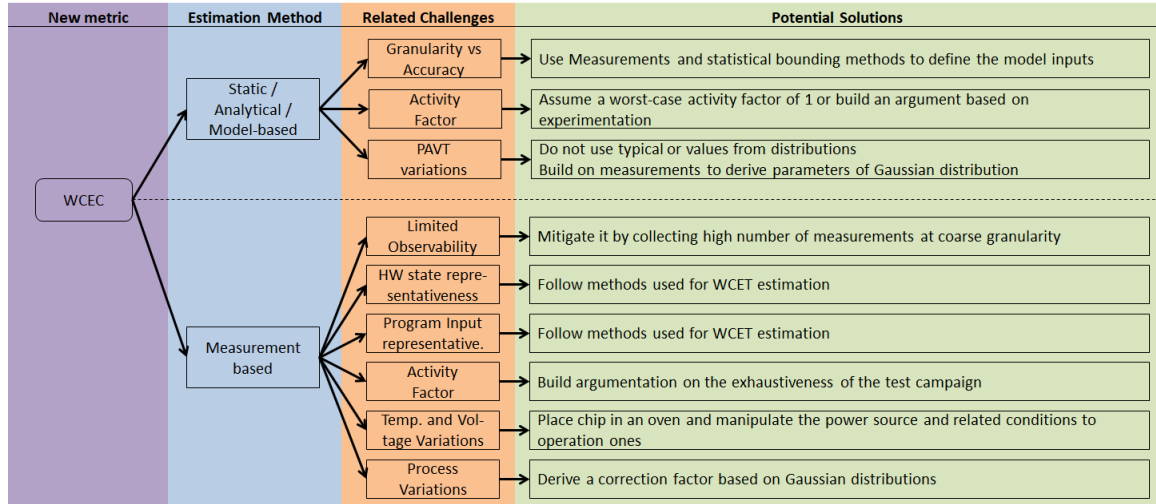 New metric
Estimation Method
Related Challenges
Potential Solutions
WCEC
Static /
Analytical /
Model-based
Granularity vs
Accuracy
Use Measurements and statistical bounding methods to define the model inputs
Activity
Factor
Assume a worst-case activity factor of 1 or build an argument based on
experimentation
PAVT
variations
Do not use typical or values from distributions
Build on measurements to derive parameters of Gaussian distribution
Measurement
based
Limited
Observability
Mitigate it by collecting high number of measurements at coarse granularity
HW state repre-
sentativeness
Follow methods used for WCET estimation
Program Input
representative.
Follow methods used for WCET estimation
Activity
Factor
Build argumentation on the exhaustiveness of the test campaign
Temp. and Vol-
tage Variations
Place chip in an oven and manipulate the power source and related conditions to
operation ones
Process
Variations
Derive a correction factor based on Gaussian distributions